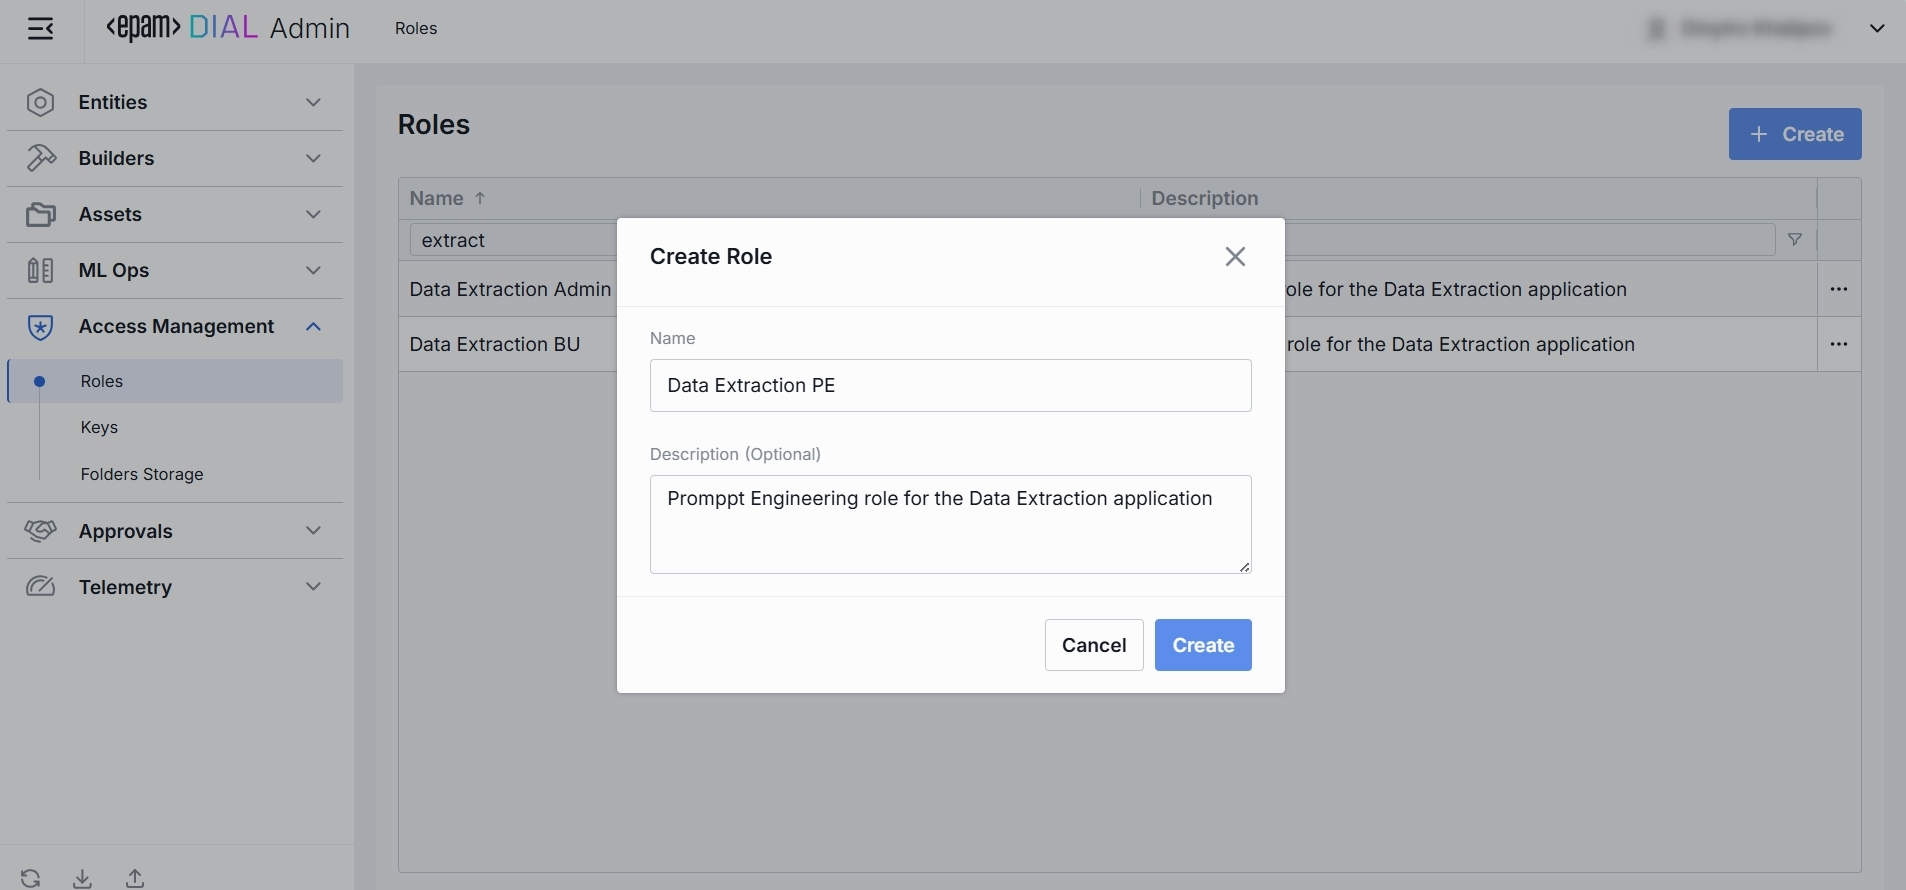 <epam> DIAL Admin
Roles
Entities
Builders
Assets
ML Ops
Access Management
Roles
Keys
Folders Storage
Approvals
Telemetry
Roles
+ Create
Name ↑
Description
extract
Data Extraction Admin
ole for the Data Extraction application
Data Extraction BU
role for the Data Extraction application
Create Role
Name
Data Extraction PE
Description (Optional)
Promppt Engineering role for the Data Extraction application
Cancel
Create